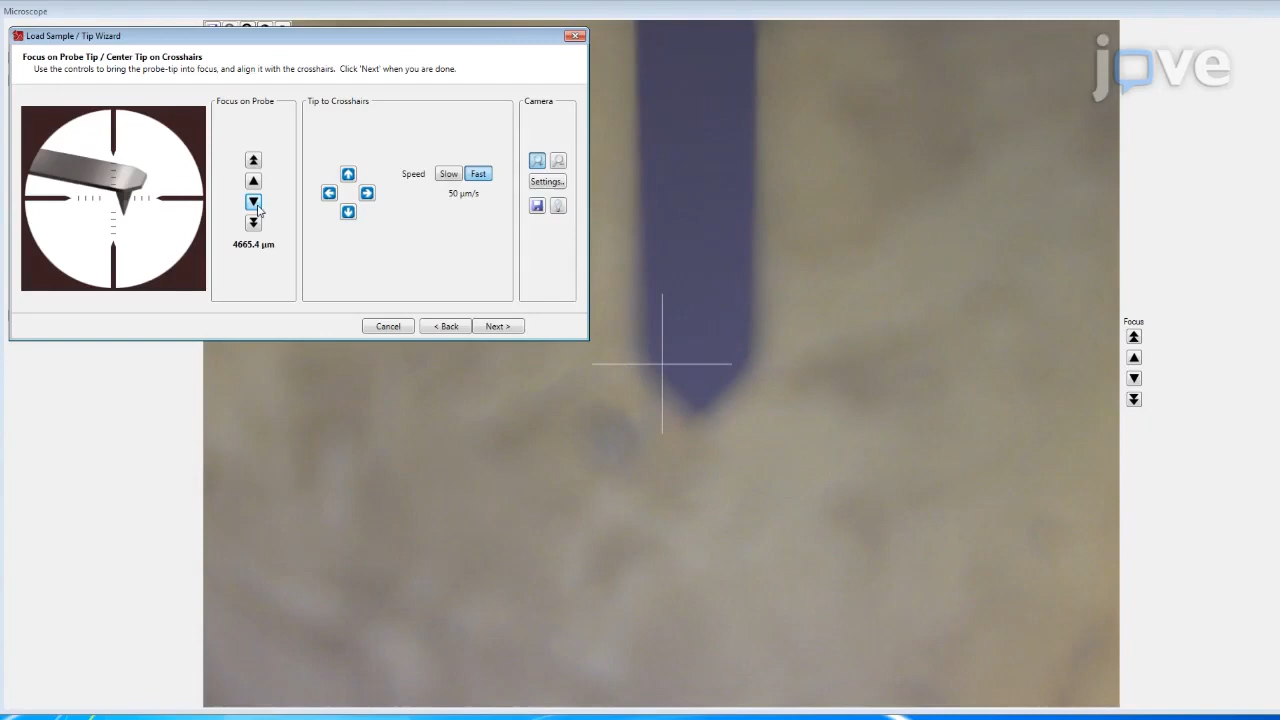 Microscope
jove
Load Sample / Tip Wizard
Focus on Probe Tip / Center Tip on Crosshairs
Use the controls to bring the probe-tip into focus, and align it with the crosshairs.  Click 'Next' when you are done.
Focus on Probe
Tip to Crosshairs
Camera
Speed
Slow
Fast
Settings..
50 µm/s
4665.4 µm
Cancel
< Back
Next >
Focus